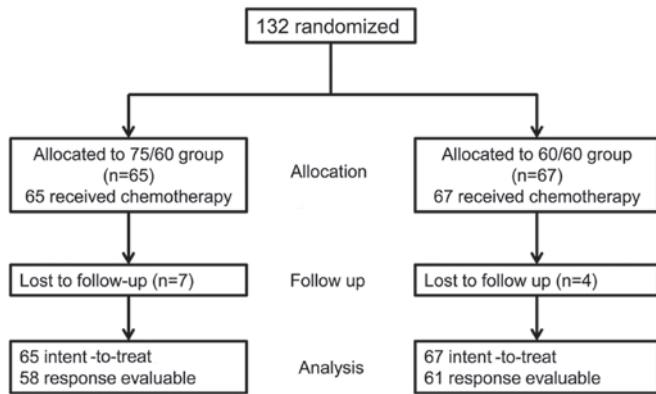 132 randomized
Allocated to 75/60 group
(n=65)
65 received chemotherapy
Allocation
Allocated to 60/60 group
(n=67)
67 received chemotherapy
Lost to follow-up (n=7)
Follow up
Lost to follow up (n=4)
65 intent-to-treat
58 response evaluable
Analysis
67 intent-to-treat
61 response evaluable